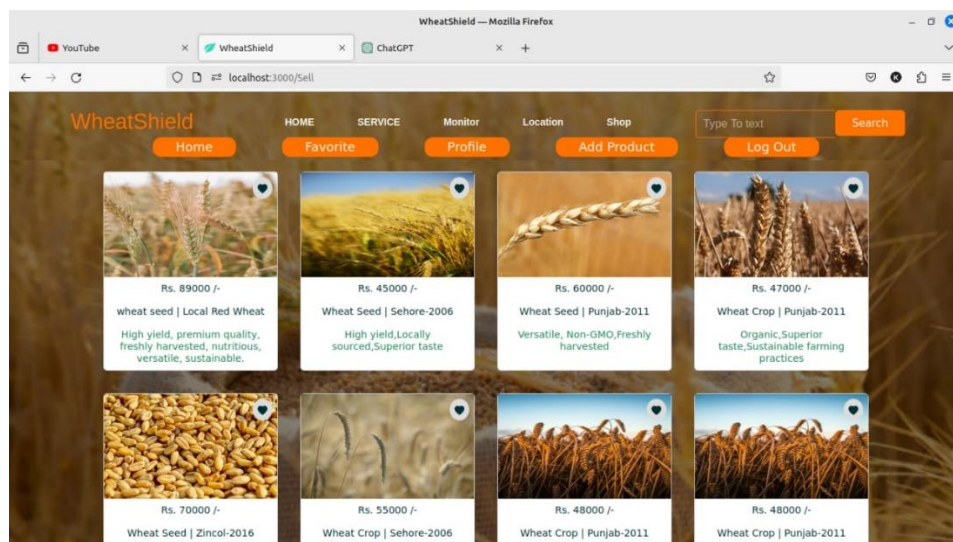 WheatShield — Mozilla Firefox
YouTube
WheatShield
ChatGPT
localhost:3000/Sell
K
WheatShield
HOME SERVICE Monitor Location Shop
Type To text
Search
Home Favorite Profile Add Product Log Out
Rs. 89000 /-
wheat seed | Local Red Wheat
High yield, premium quality,
freshly harvested, nutritious,
versatile, sustainable.
Rs. 45000 /-
Wheat Seed | Sehore-2006
High yield,Locally
sourced,Superior taste
Rs. 60000 /-
Wheat Seed | Punjab-2011
Versatile, Non-GMO,Freshly
harvested
Rs. 47000 /-
Wheat Crop | Punjab-2011
Organic,Superior
taste,Sustainable farming
practices
Rs. 70000 /-
Wheat Seed | Zincol-2016
Rs. 55000 /-
Wheat Crop | Sehore-2006
Rs. 48000 /-
Wheat Crop | Punjab-2011
Rs. 48000 /-
Wheat Crop | Punjab-2011